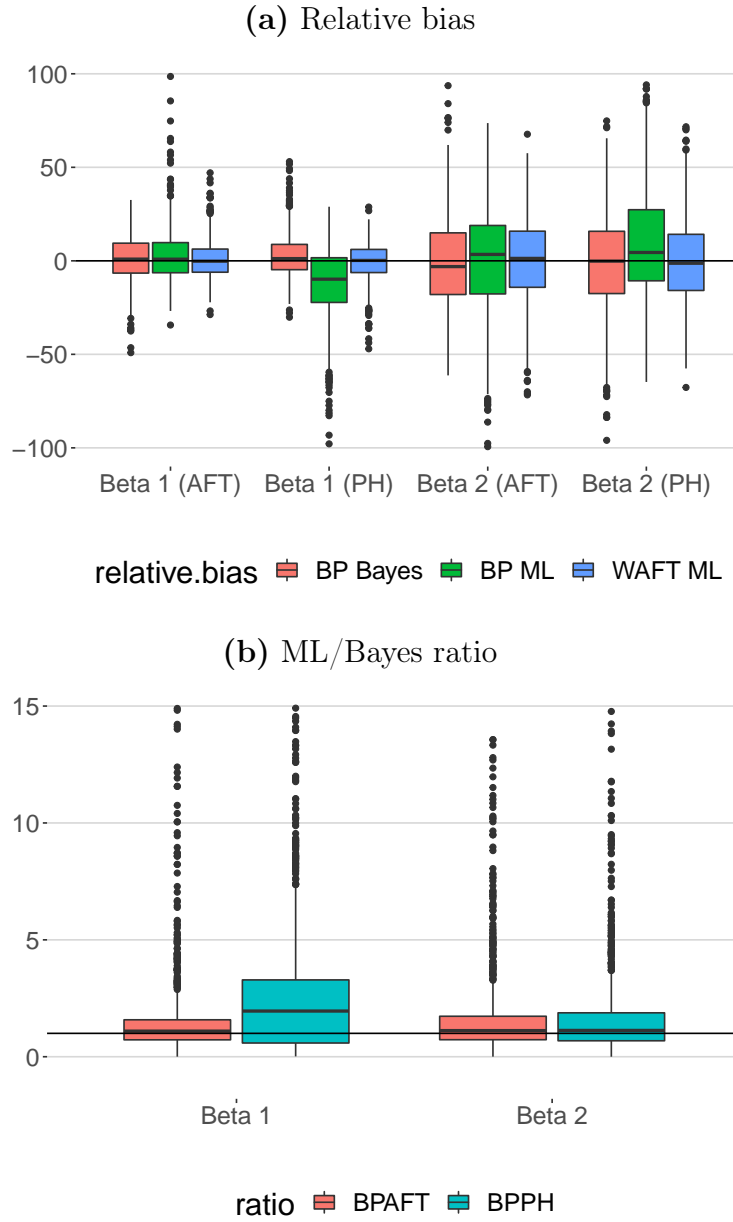 (a) Relative bias
100
50
0
−50
−100
Beta 1 (AFT) Beta 1 (PH) Beta 2 (AFT) Beta 2 (PH)
relative.bias BP Bayes BP ML WAFT ML
(b) ML/Bayes ratio
15
10
5
0
Beta 1 Beta 2
ratio BPAFT BPPH